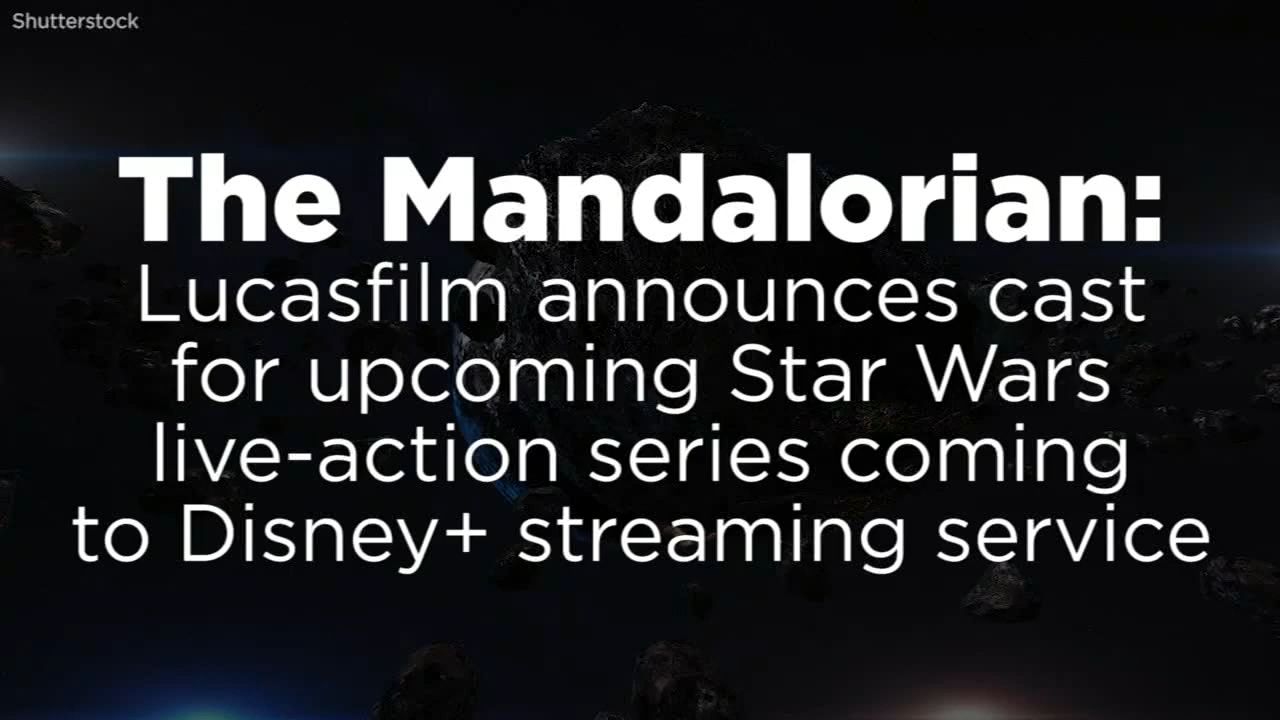 Shutterstock
The Mandalorian:
Lucasfilm announces cast
for upcoming Star Wars
live-action series coming
to Disney+ streaming service